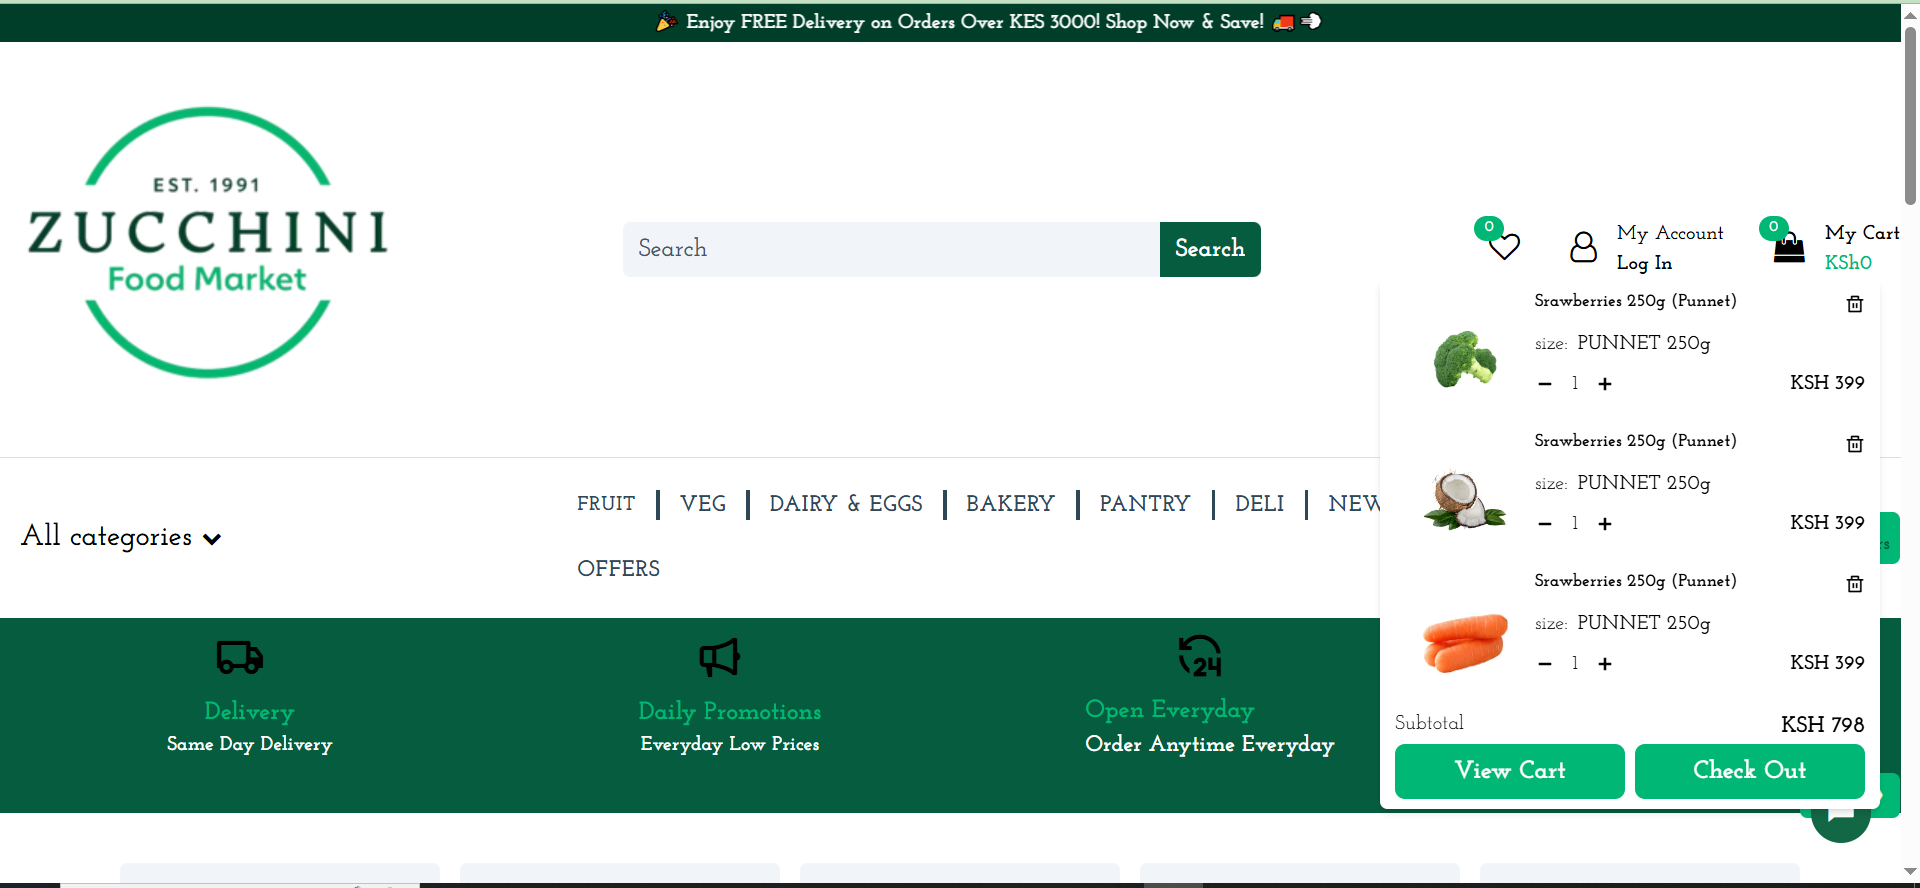 🎉 Enjoy FREE Delivery on Orders Over KES 3000! Shop Now & Save! 🚚💨
EST. 1991
ZUCCHINI
Food Market
Search
Search
0
My Account
Log In
0
My Cart
KSh0
Srawberries 250g (Punnet)
size: PUNNET 250g
− 1 +
KSH 399
Srawberries 250g (Punnet)
size: PUNNET 250g
− 1 +
KSH 399
Srawberries 250g (Punnet)
size: PUNNET 250g
− 1 +
KSH 399
Subtotal
KSH 798
View Cart
Check Out
All categories
FRUIT | VEG | DAIRY & EGGS | BAKERY | PANTRY | DELI | NEW
OFFERS
Delivery
Same Day Delivery
Daily Promotions
Everyday Low Prices
24
Open Everyday
Order Anytime Everyday